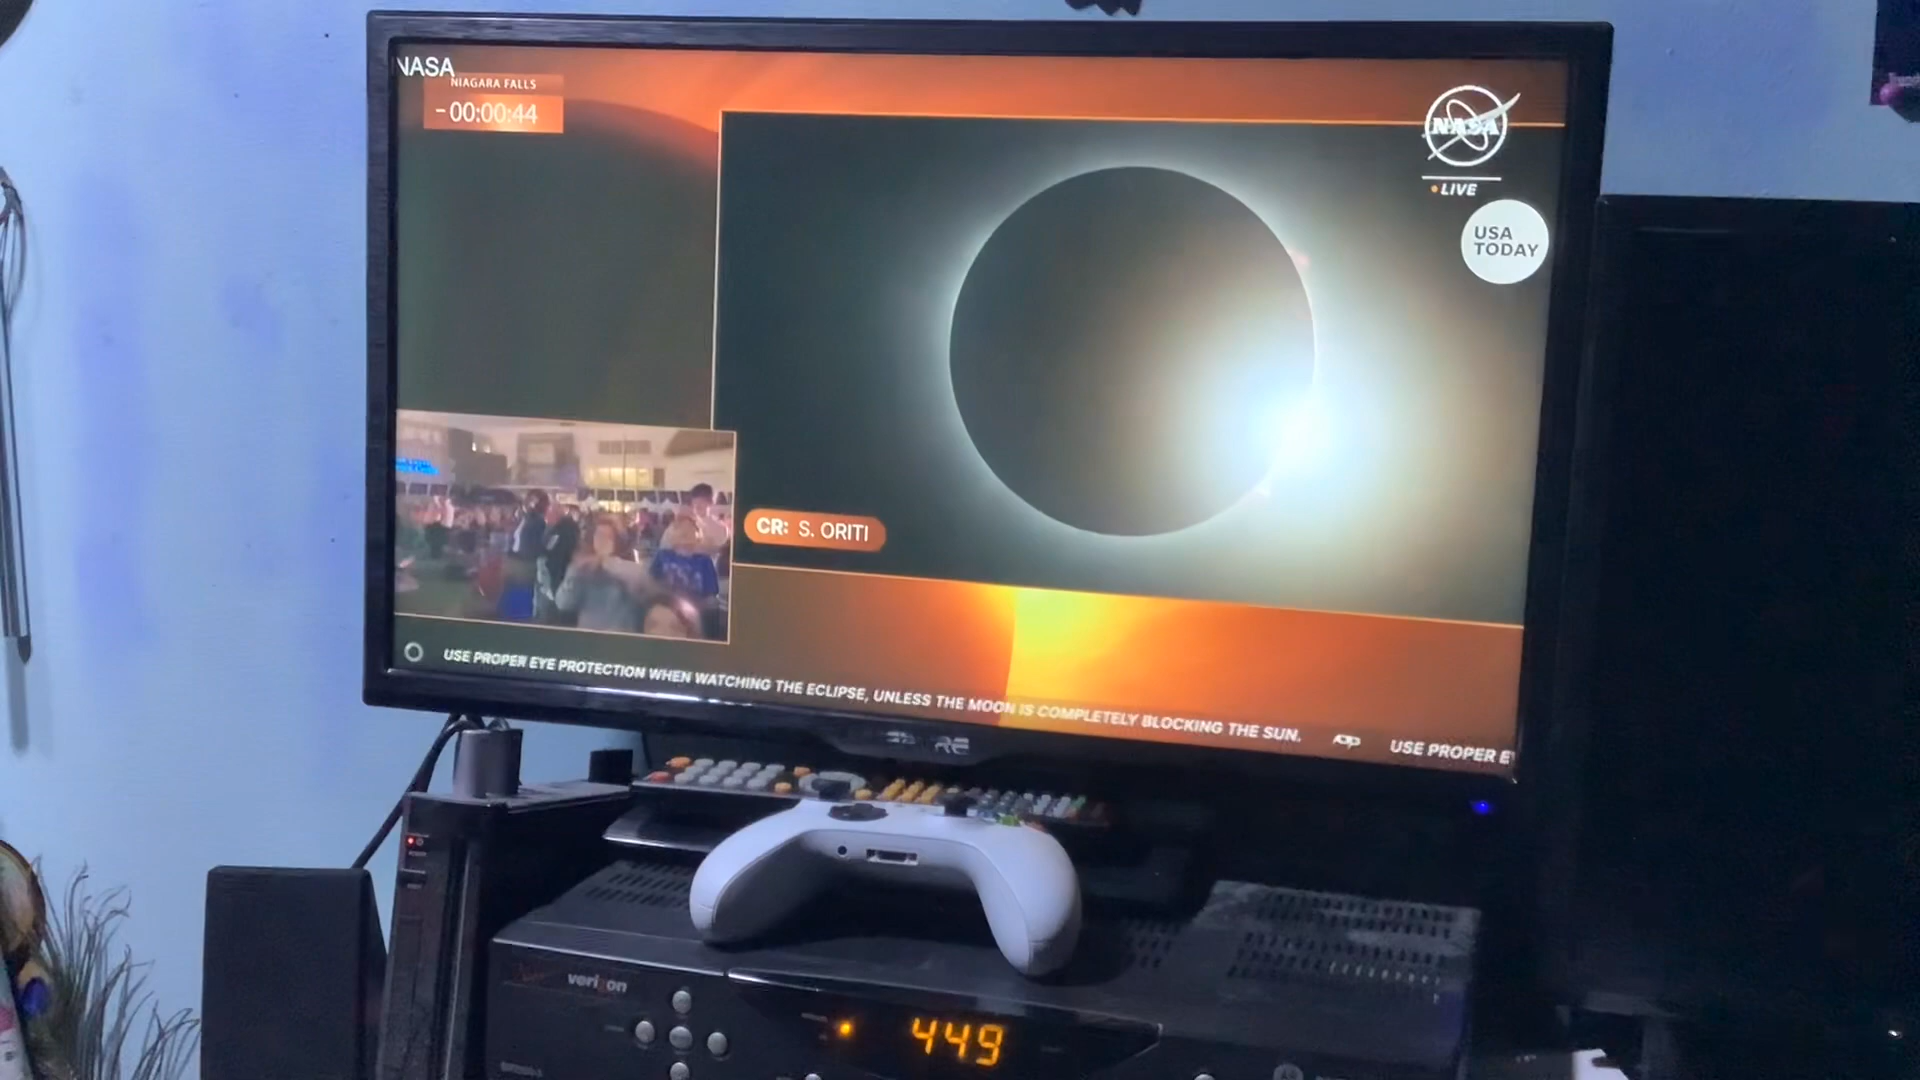 NASA
NIAGARA FALLS
-00:00:44
NASA
LIVE
USA
TODAY
CR: S. ORITI
USE PROPER EYE PROTECTION WHEN WATCHING THE ECLIPSE, UNLESS THE MOON IS COMPLETELY BLOCKING THE SUN. USE PROPER E
verizon
449